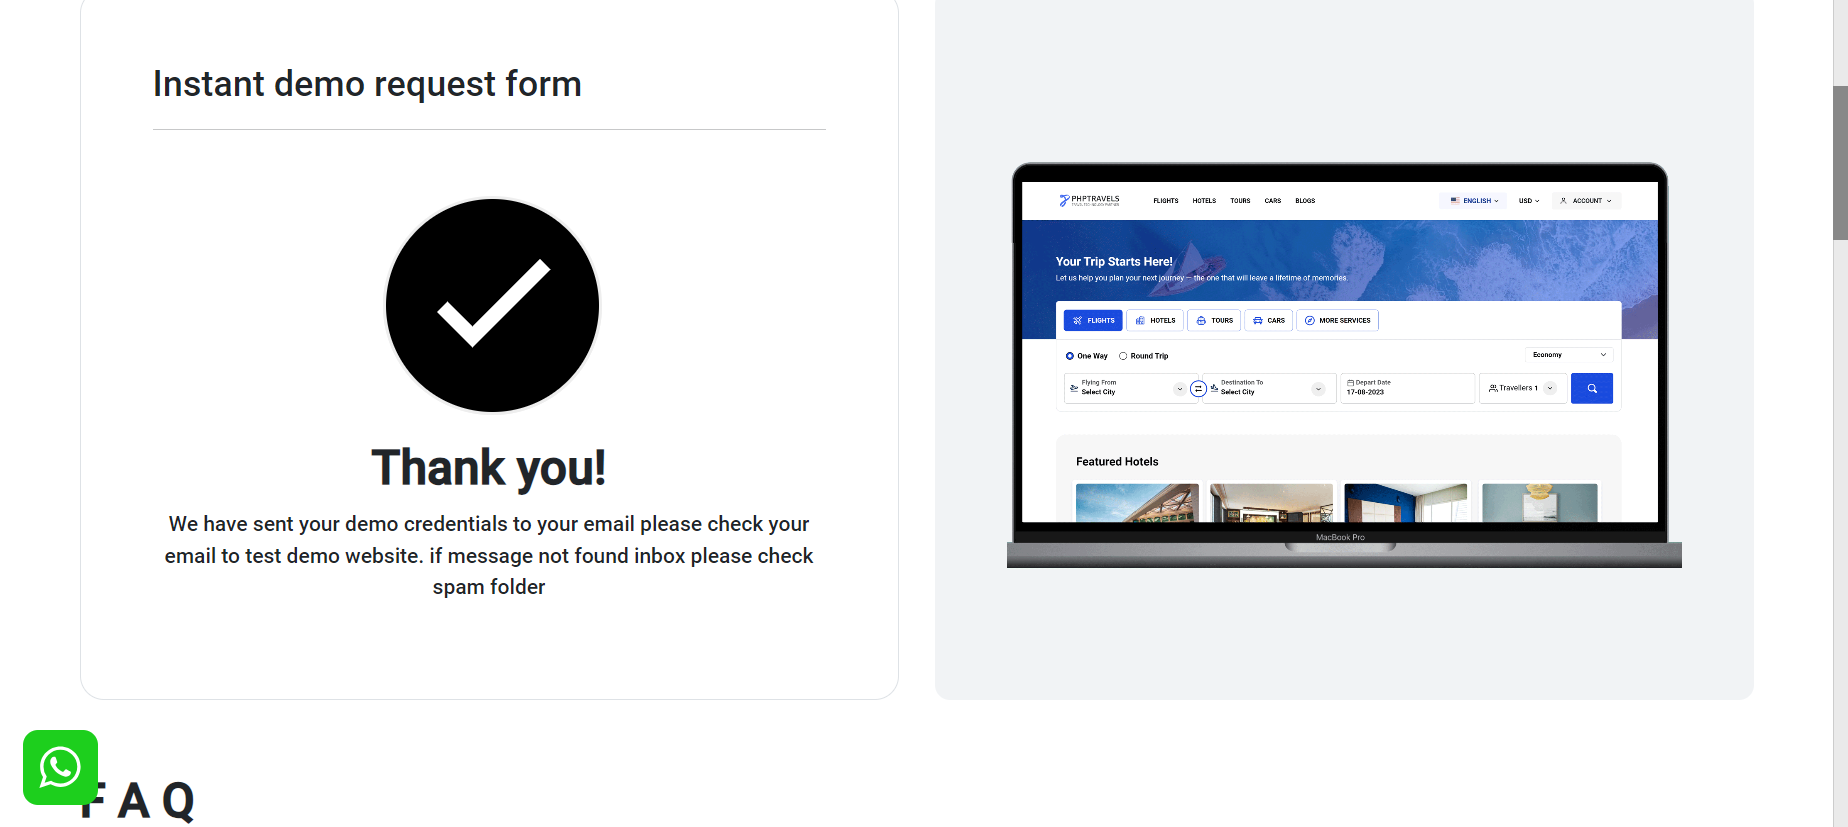 Instant demo request form
Thank you!
We have sent your demo credentials to your email please check your
email to test demo website. if message not found inbox please check
spam folder
PHPTRAVELS
FLIGHTS
HOTELS
TOURS
CARS
BLOGS
ENGLISH
USD
ACCOUNT
Your Trip Starts Here!
Let us help you plan your next journey — the one that will leave a lifetime of memories.
FLIGHTS
HOTELS
TOURS
CARS
MORE SERVICES
One Way
Round Trip
Economy
Flying From
Select City
Destination To
Select City
Depart Date
17-08-2023
Travellers 1
Featured Hotels
MacBook Pro
FAQ